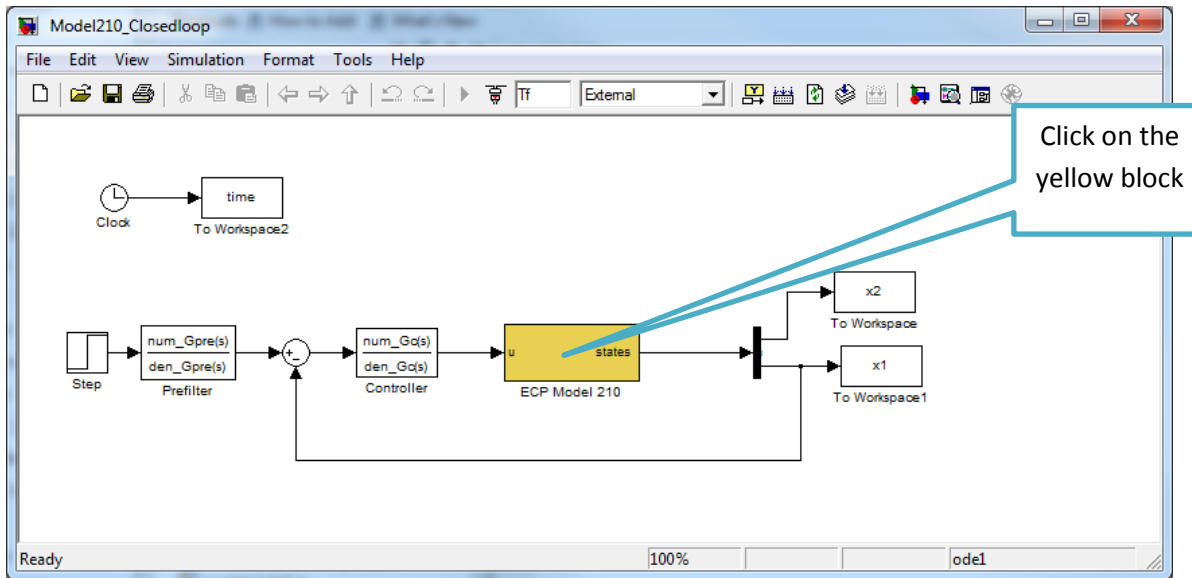 Model210_Closedloop
File Edit View Simulation Format Tools Help
Tf External
Click on the
yellow block
time
Clock
To Workspace2
x2
To Workspace
num_Gpre(s)
den_Gpre(s)
num_Gc(s)
den_Gc(s)
u states
x1
Step
Prefilter
Controller
ECP Model 210
To Workspace1
Ready 100% ode1